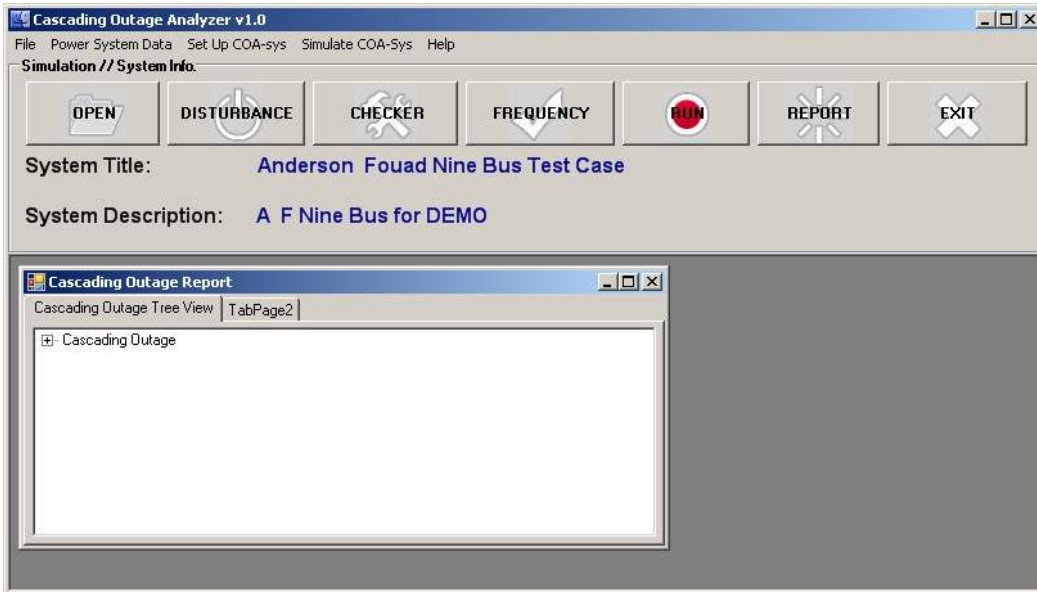 Cascading Outage Analyzer v1.0
File Power System Data Set Up COA-sys Simulate COA-Sys Help
Simulation // System Info.
OPEN DISTURBANCE CHECKER FREQUENCY RUN REPORT EXIT
System Title: Anderson Fouad Nine Bus Test Case
System Description: A F Nine Bus for DEMO
Cascading Outage Report
Cascading Outage Tree View TabPage2
Cascading Outage